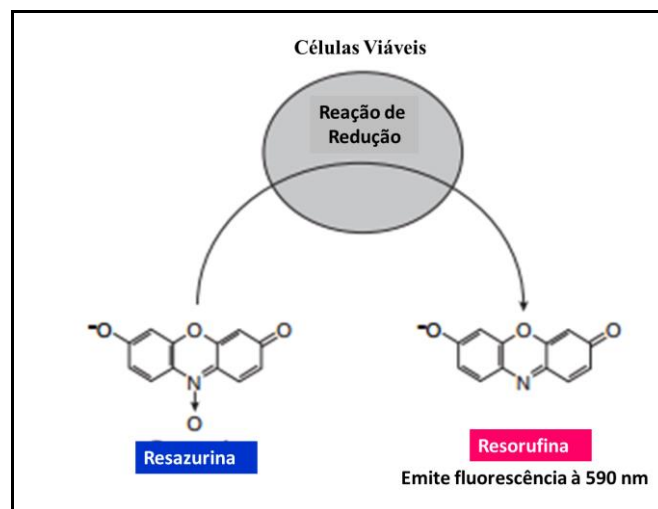 Células Viáveis
Reação de
Redução
-O
O
O
N
O
-O
O
O
N
Resazurina
Resorufina
Emite fluorescência à 590 nm